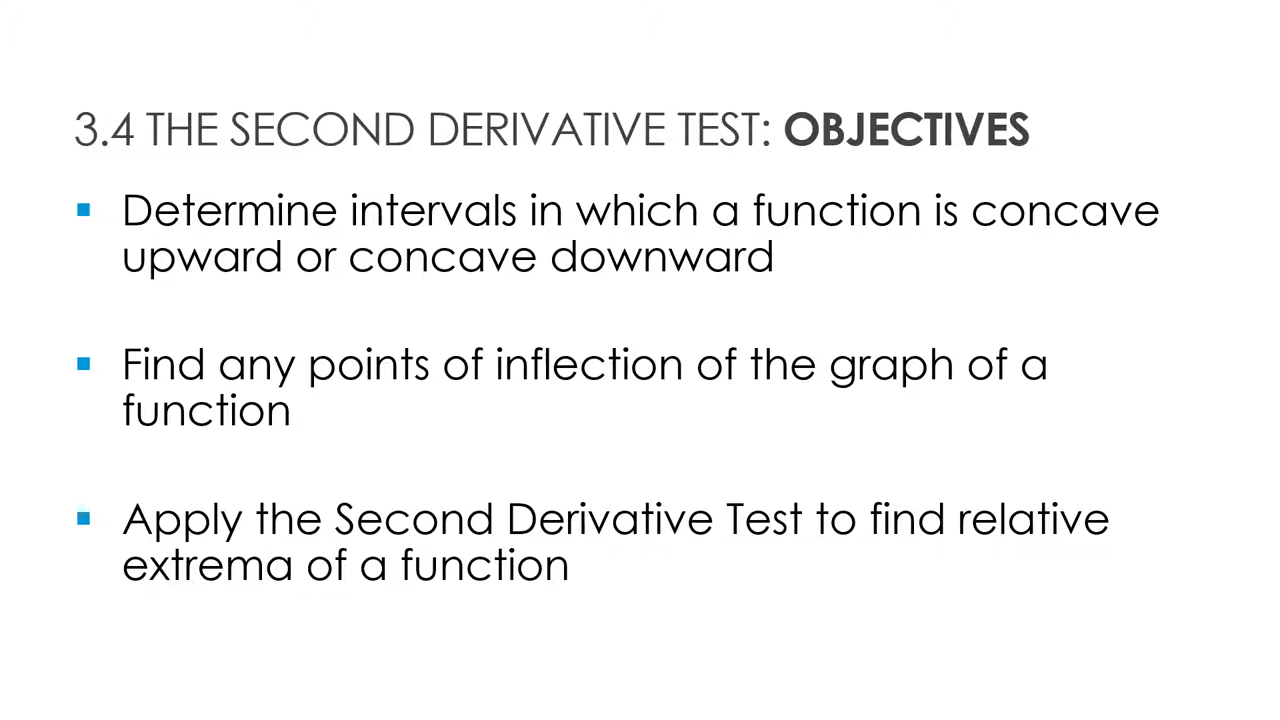 3.4 THE SECOND DERIVATIVE TEST: OBJECTIVES
▪ Determine intervals in which a function is concave
upward or concave downward
▪ Find any points of inflection of the graph of a
function
▪ Apply the Second Derivative Test to find relative
extrema of a function